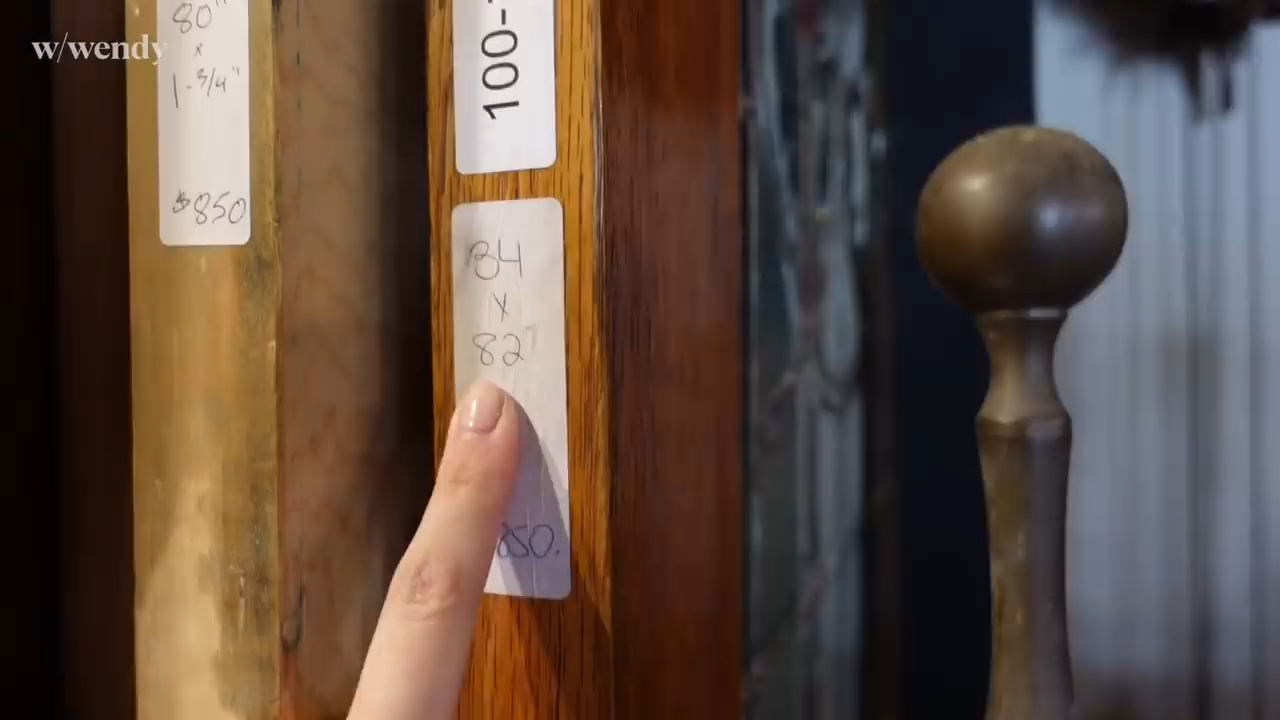 w/wendy
80"
x
1-3/4"
$850
100-
34
x
82"
850.